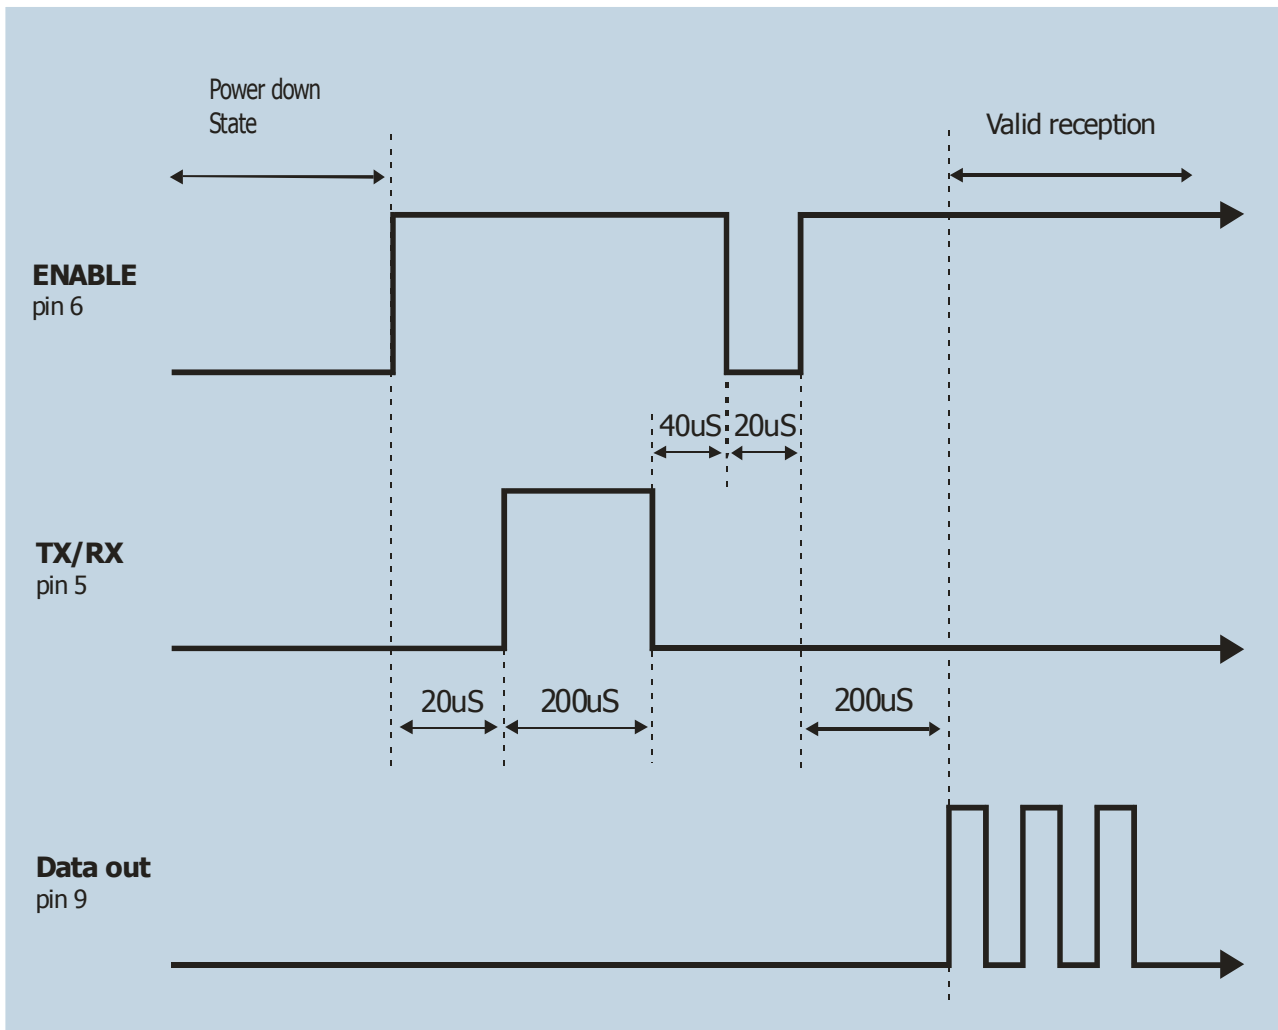 Power down
State
Valid reception
ENABLE
pin 6
40uS
20uS
TX/RX
pin 5
20uS
200uS
200uS
Data out
pin 9